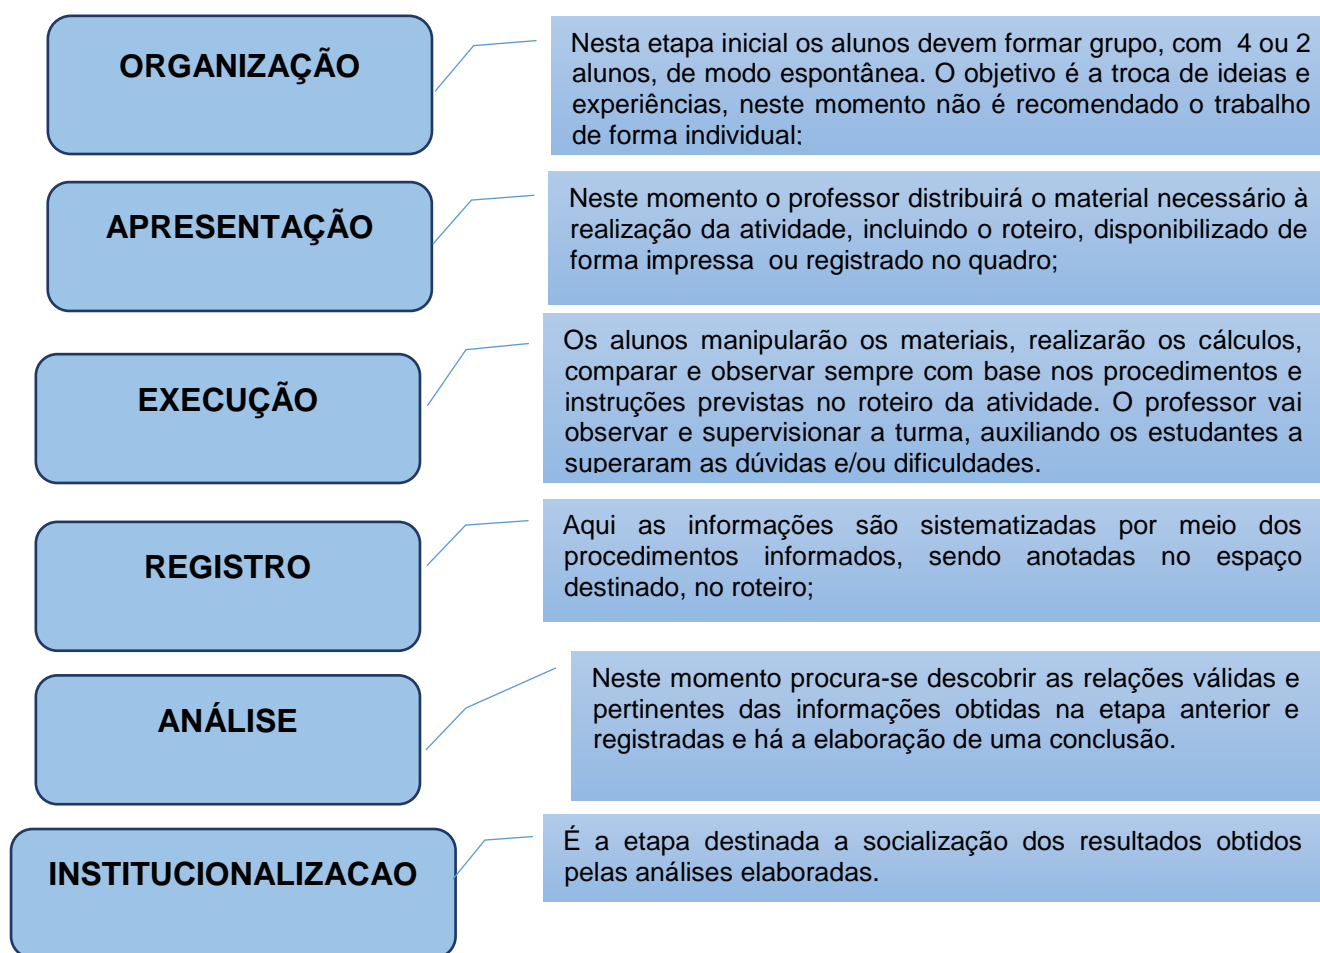 ORGANIZAÇÃO
Nesta etapa inicial os alunos devem formar grupo, com 4 ou 2
alunos, de modo espontânea. O objetivo é a troca de ideias e
experiências, neste momento não é recomendado o trabalho
de forma individual;
APRESENTAÇÃO
Neste momento o professor distribuirá o material necessário à
realização da atividade, incluindo o roteiro, disponibilizado de
forma impressa ou registrado no quadro;
EXECUÇÃO
Os alunos manipularão os materiais, realizarão os cálculos,
comparar e observar sempre com base nos procedimentos e
instruções previstas no roteiro da atividade. O professor vai
observar e supervisionar a turma, auxiliando os estudantes a
superaram as dúvidas e/ou dificuldades.
REGISTRO
Aqui as informações são sistematizadas por meio dos
procedimentos informados, sendo anotadas no espaço
destinado, no roteiro;
ANÁLISE
Neste momento procura-se descobrir as relações válidas e
pertinentes das informações obtidas na etapa anterior e
registradas e há a elaboração de uma conclusão.
INSTITUCIONALIZACAO
É a etapa destinada a socialização dos resultados obtidos
pelas análises elaboradas.